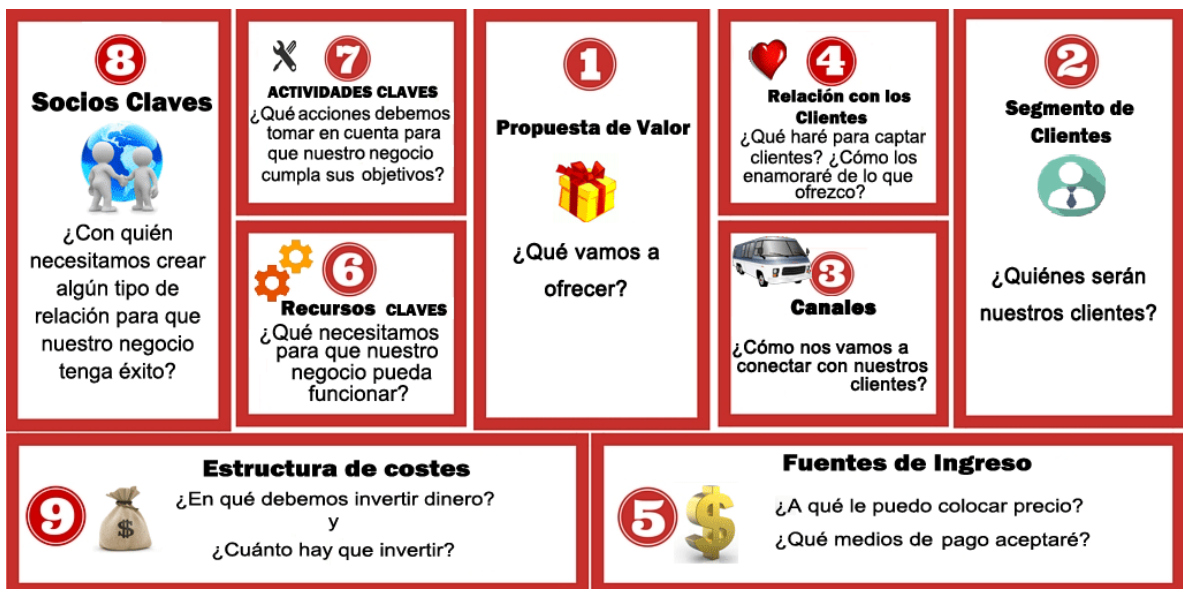 8
Socios Claves
¿Con quién
necesitamos crear
algún tipo de
relación para que
nuestro negocio
tenga éxito?
7
ACTIVIDADES CLAVES
¿Qué acciones debemos
tomar en cuenta para
que nuestro negocio
cumpla sus objetivos?
6
Recursos CLAVES
¿Qué necesitamos
para que nuestro
negocio pueda
funcionar?
1
Propuesta de Valor
¿Qué vamos a
ofrecer?
4
Relación con los
Clientes
¿Qué haré para captar
clientes? ¿Cómo los
enamoraré de lo que
ofrezco?
3
Canales
¿Cómo nos vamos a
conectar con nuestros
clientes?
2
Segmento de
Clientes
¿Quiénes serán
nuestros clientes?
9
$
Estructura de costes
¿En qué debemos invertir dinero?
y
¿Cuánto hay que invertir?
5
$
Fuentes de Ingreso
¿A qué le puedo colocar precio?
¿Qué medios de pago aceptaré?